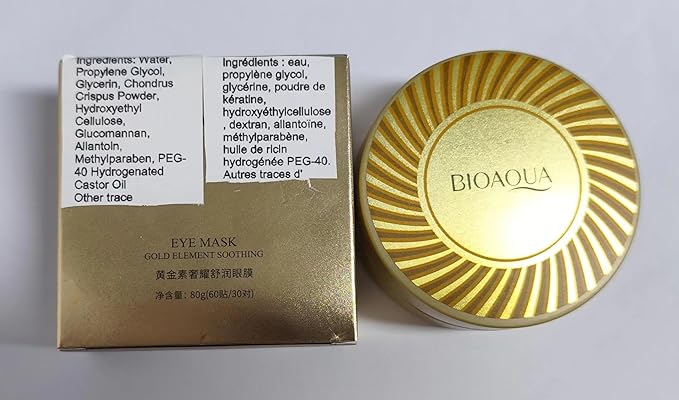 Ingredients: Water,
Propylene Glycol,
Glycerin, Chondrus
Crispus Powder,
Hydroxyethyl
Cellulose,
Glucomannan,
Allantoin,
Methylparaben, PEG-
40 Hydrogenated
Castor Oil
Other trace
Ingrédients : eau,
propylène glycol,
glycérine, poudre de
kératine,
hydroxyéthylcellulose
, dextran, allantoïne,
méthylparabène,
huile de ricin
hydrogénée PEG-40.
Autres traces d'
EYE MASK
GOLD ELEMENT SOOTHING
黄金素奢耀舒润眼膜
净含量：80g(60贴/30对)
BIOAQUA